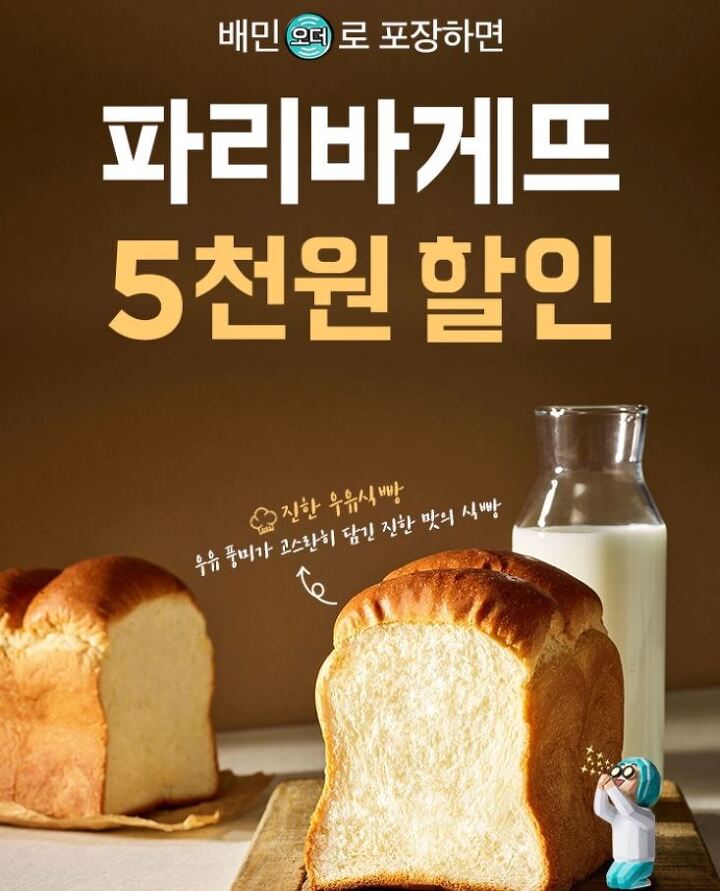 배민오더로 포장하면
파리바게뜨
5천원 할인
진한 우유식빵
우유 풍미가 고스란히 담긴 진한 맛의 식빵